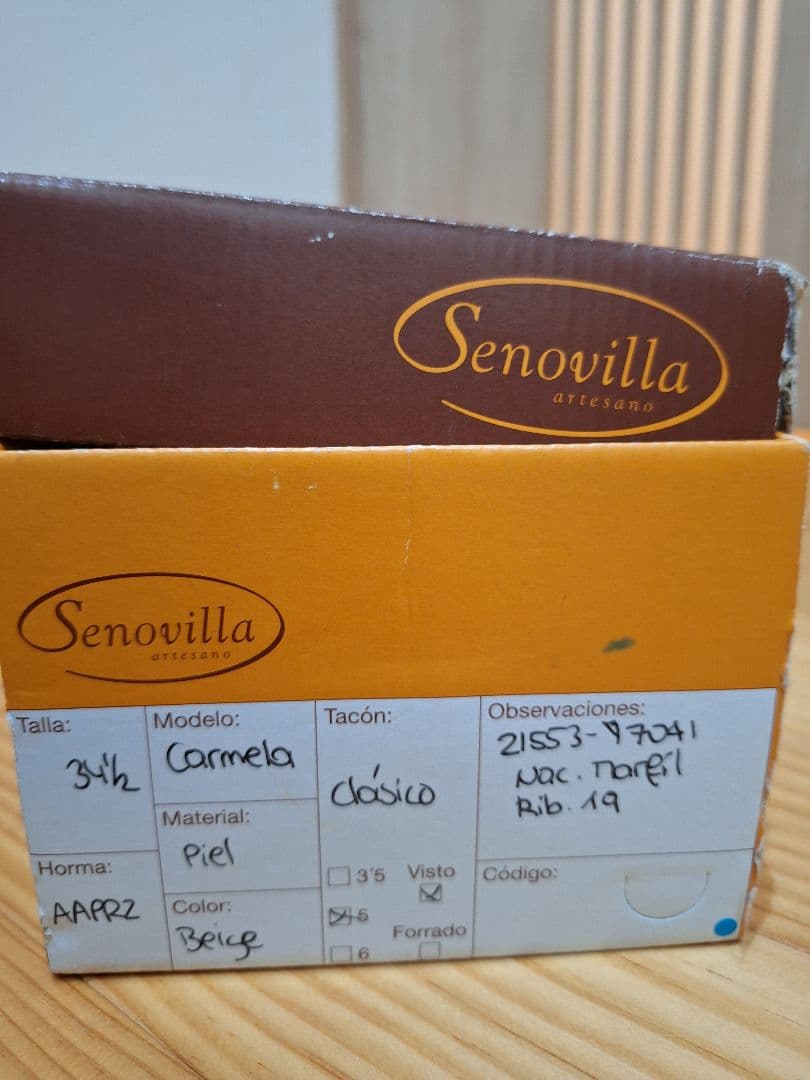 Senovilla
artesano
Senovilla
artesano
Talla:
34½
Modelo:
Carmela
Material:
Piel
Horma:
AAPRZ
Color:
Beige
Tacón:
Clásico
3'5
5
6
Visto
Forrado
Observaciones:
21553-97041
Nac. Marfil
Rib. 19
Código: